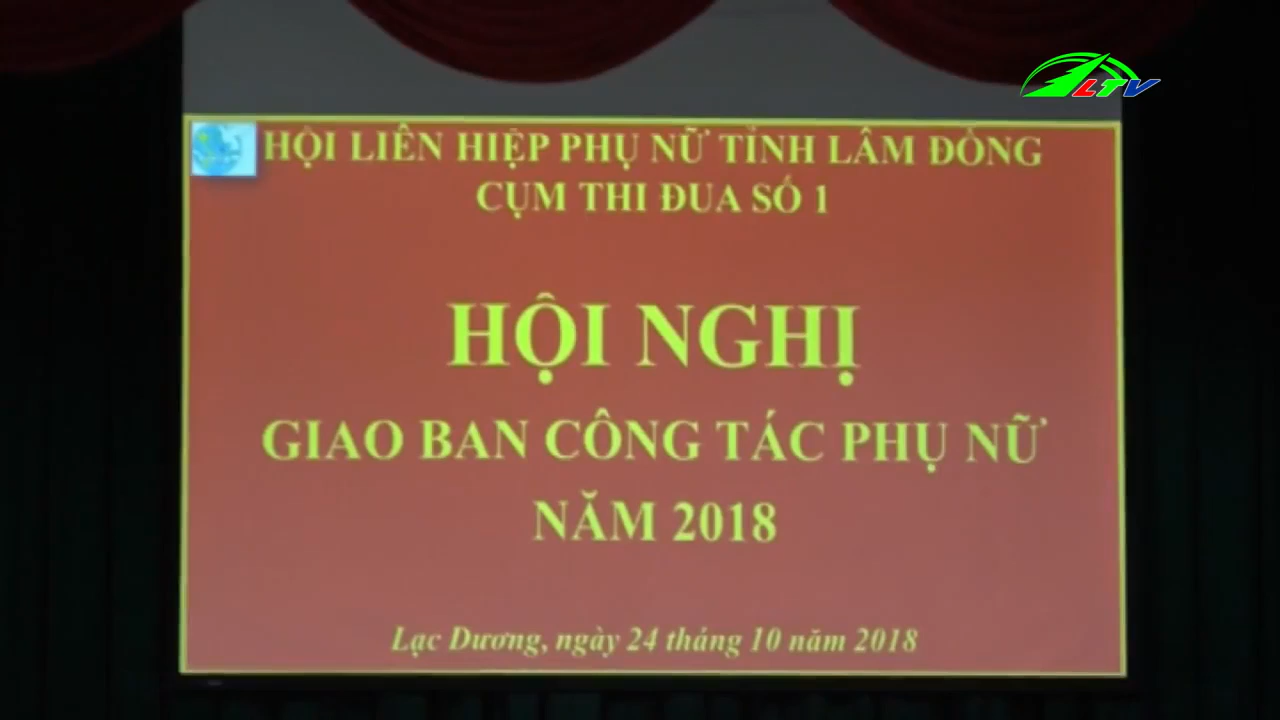 LTV
HỘI LIÊN HIỆP PHỤ NỮ TỈNH LÂM ĐỒNG
CỤM THI ĐUA SỐ 1
HỘI NGHỊ
GIAO BAN CÔNG TÁC PHỤ NỮ
NĂM 2018
Lạc Dương, ngày 24 tháng 10 năm 2018